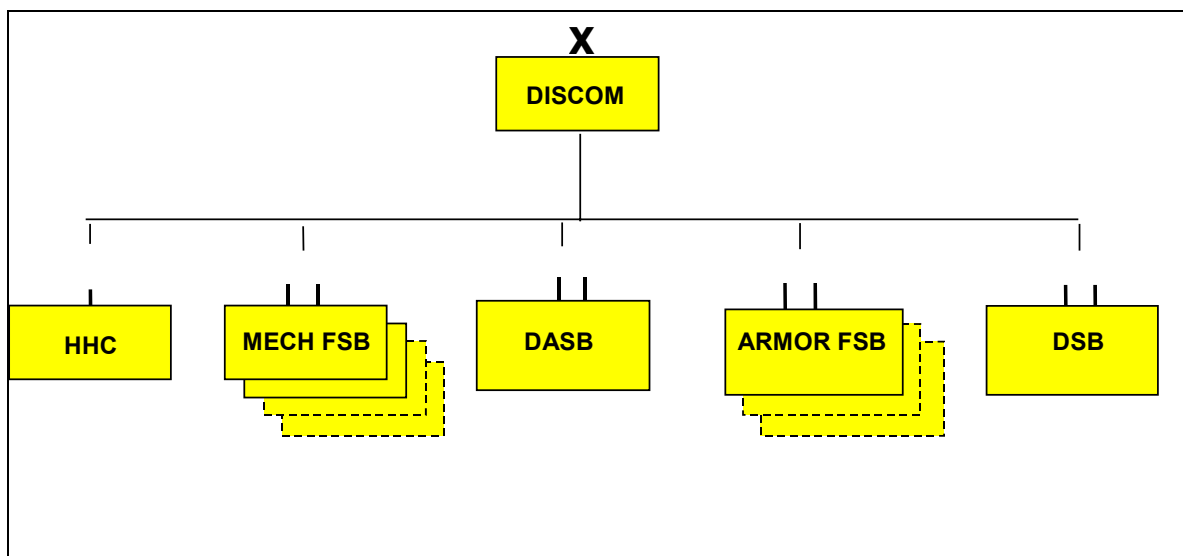 X
DISCOM
HHC
MECH FSB
DASB
ARMOR FSB
DSB